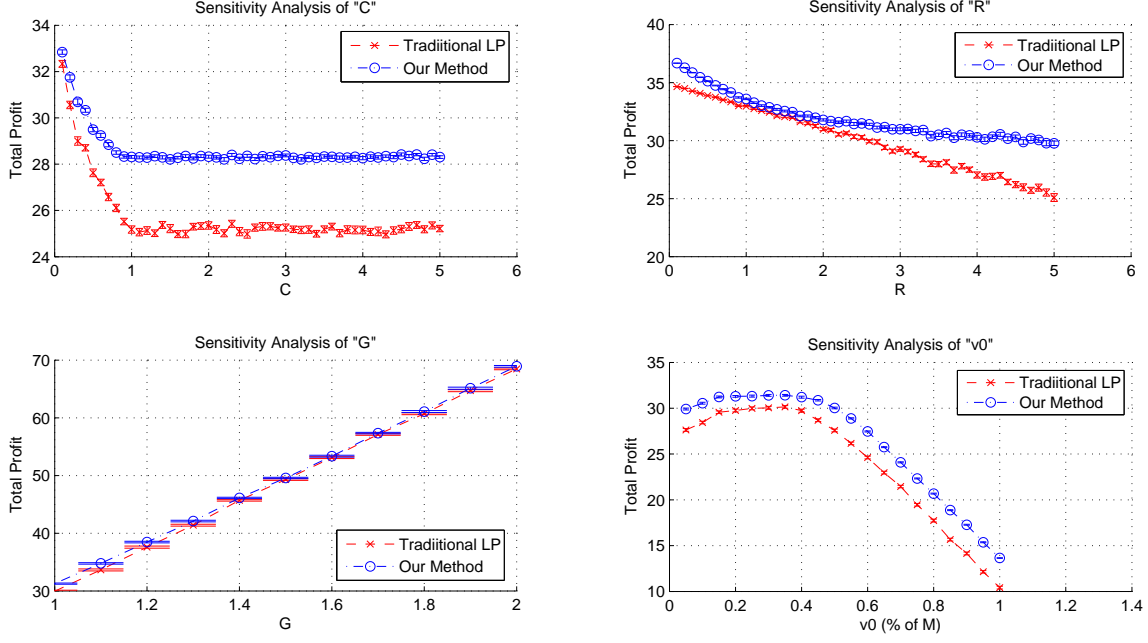 Sensitivity Analysis of "C"
34
32
30
28
26
24
Total Profit
0 1 2 3 4 5 6
C
Tradiitional LP
Our Method
Sensitivity Analysis of "R"
40
35
30
25
20
Total Profit
0 1 2 3 4 5 6
R
Tradiitional LP
Our Method
Sensitivity Analysis of "G"
70
60
50
40
30
Total Profit
1 1.2 1.4 1.6 1.8 2
G
Tradiitional LP
Our Method
Sensitivity Analysis of "v0"
35
30
25
20
15
10
Total Profit
0 0.2 0.4 0.6 0.8 1 1.2 1.4
v0 (% of M)
Tradiitional LP
Our Method